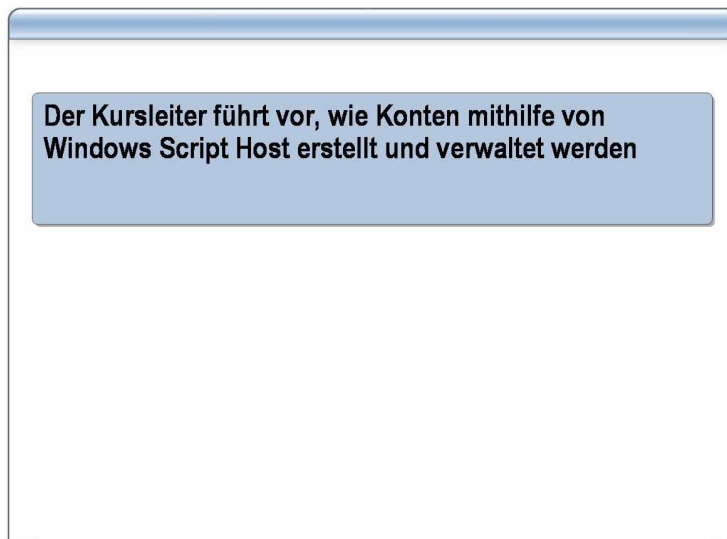 Der Kursleiter führt vor, wie Konten mithilfe von
Windows Script Host erstellt und verwaltet werden